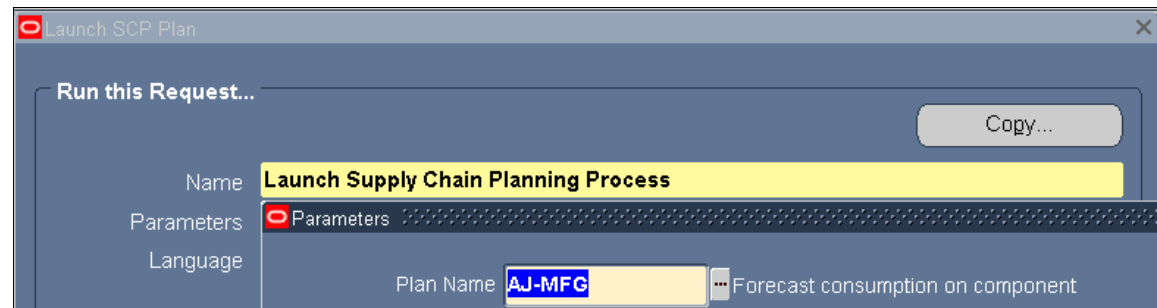 Launch SCP Plan
Run this Request...
Copy...
Name Launch Supply Chain Planning Process
Parameters Parameters
Language
Plan Name AJ-MFG Forecast consumption on component